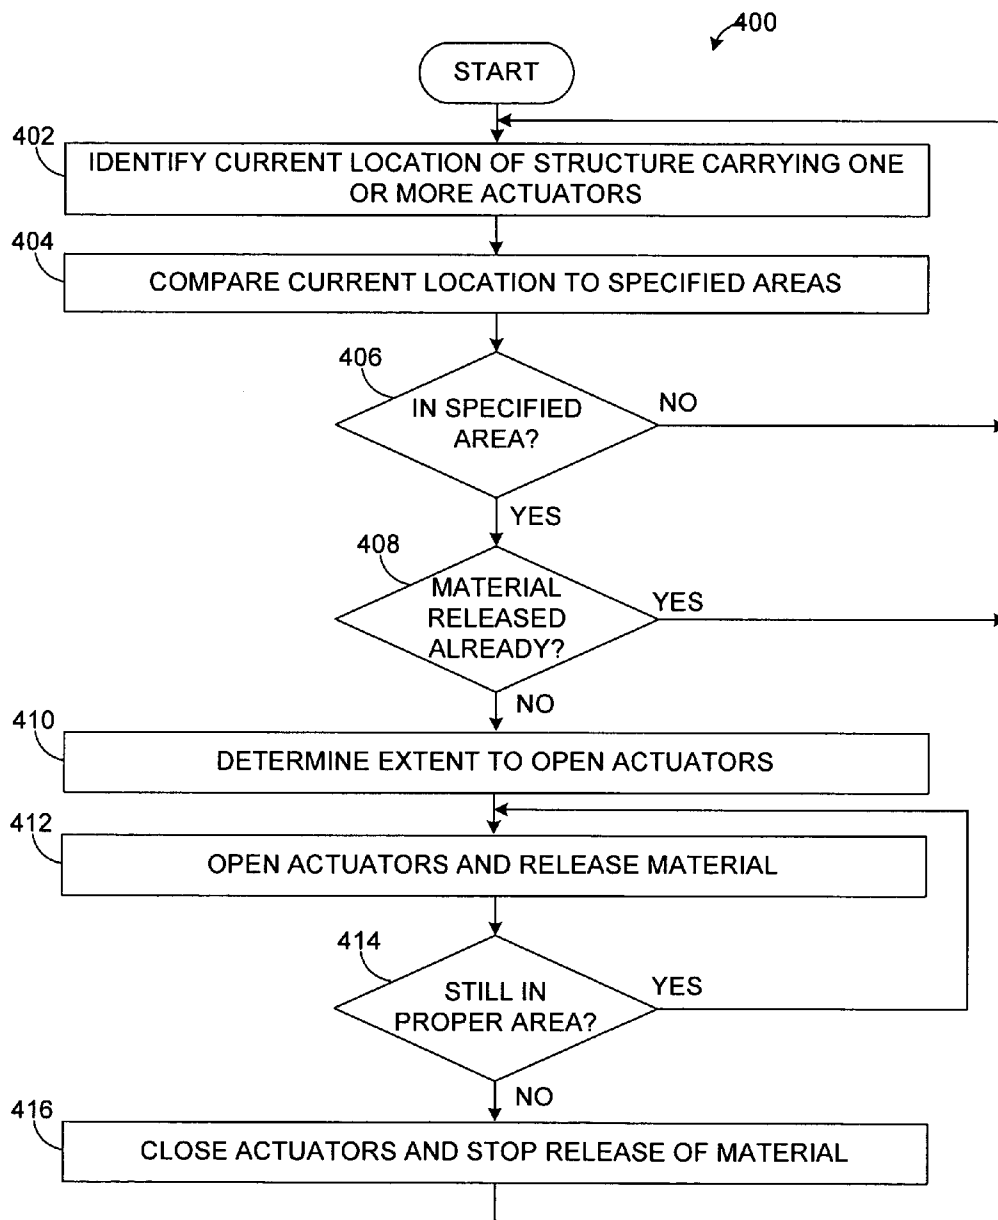 400
START
402
IDENTIFY CURRENT LOCATION OF STRUCTURE CARRYING ONE
OR MORE ACTUATORS
404
COMPARE CURRENT LOCATION TO SPECIFIED AREAS
406
IN SPECIFIED
AREA?
NO
YES
408
MATERIAL
RELEASED
ALREADY?
YES
NO
410
DETERMINE EXTENT TO OPEN ACTUATORS
412
OPEN ACTUATORS AND RELEASE MATERIAL
414
STILL IN
PROPER AREA?
YES
NO
416
CLOSE ACTUATORS AND STOP RELEASE OF MATERIAL